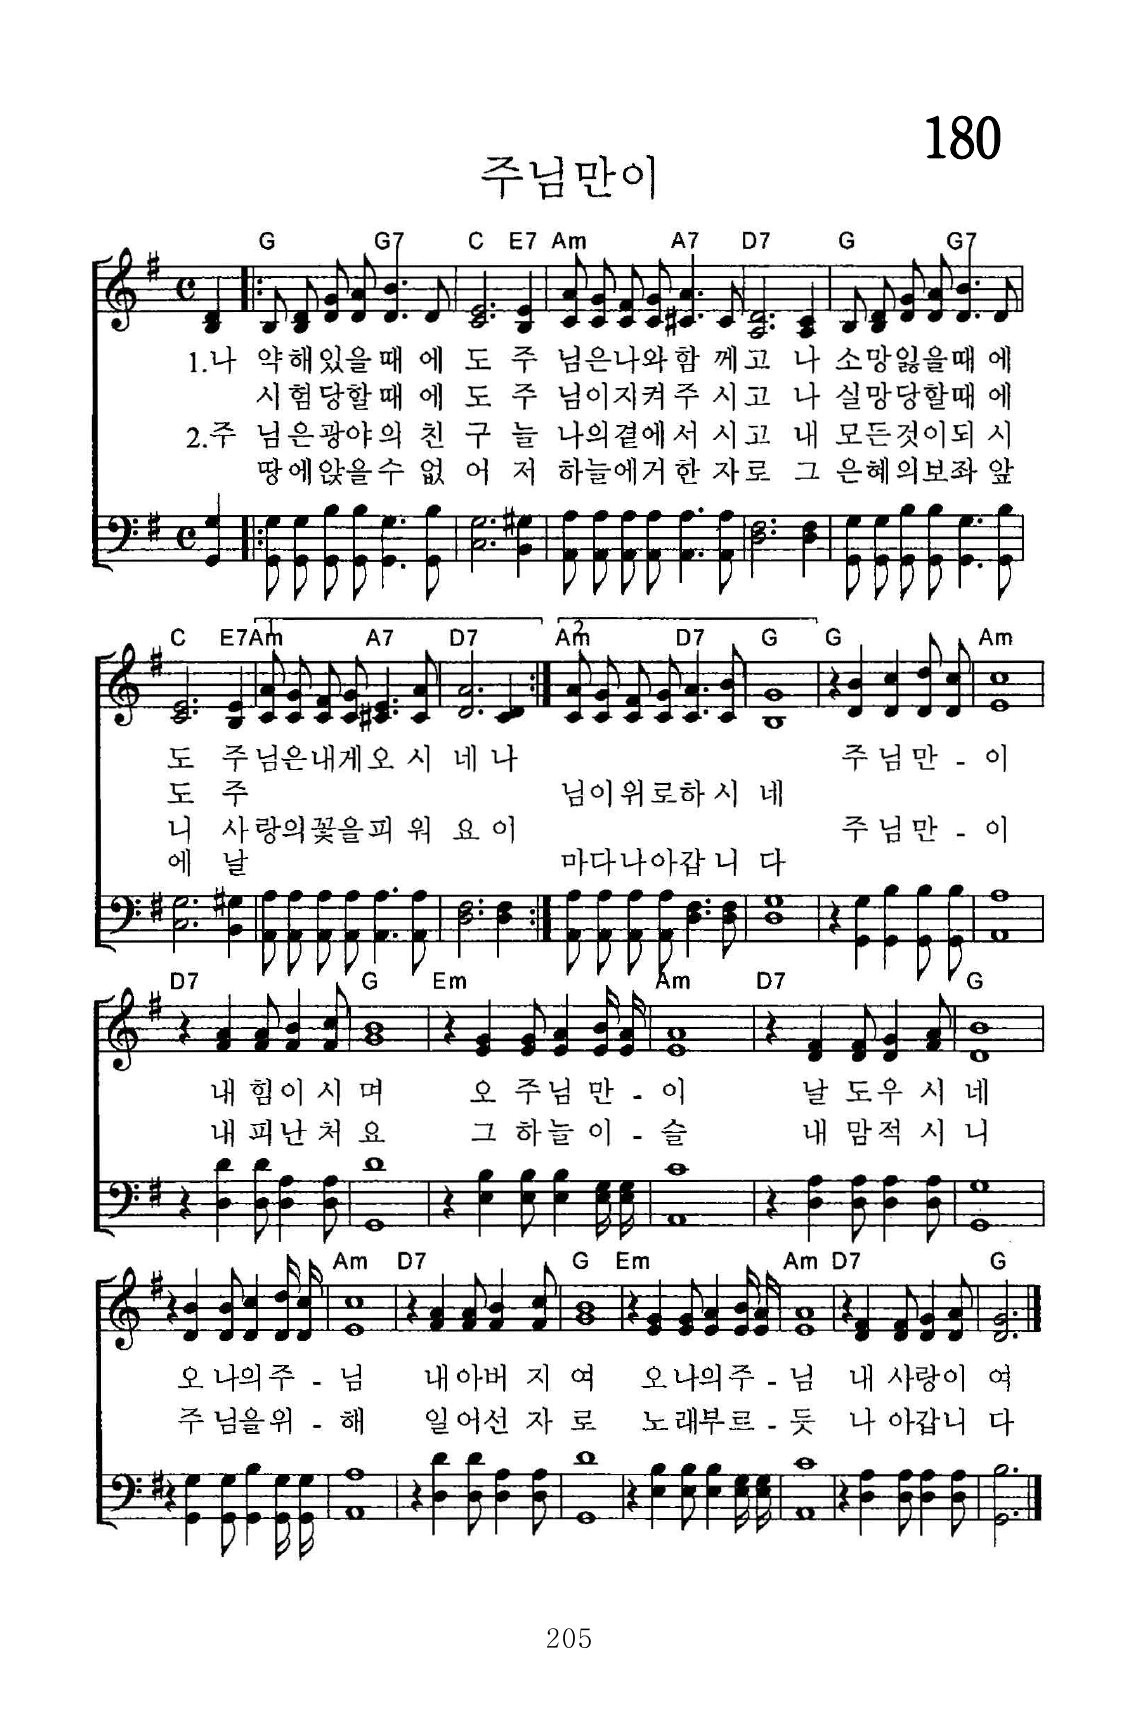 180
주님만이
G G7 C E7 Am A7 D7 G G7
1.나 약해있을때에도 주님은나와함께고 나 소망잃을때에
시험당할때에도 주님이지켜주시고 나 실망당할때에
2.주 님은광야의 친구 늘 나의곁에서시고 내 모든것이되시
땅에앉을수없어 저 하늘에거한자로 그 은혜의보좌앞
C E7 Am A7 D7 Am D7 G G Am
1 2
도 주님은내게오시네나 주님만 - 이
도 주 님이위로하시네
니 사랑의꽃을피워요이 주님만 - 이
에 날 마다나아갑니다
D7 G Em Am D7 G
내힘이시며 오 주님만 - 이 날 도우시네
내피난처요 그 하늘이 - 슬 내 맘적시니
Am D7 G Em Am D7 G
오 나의주 - 님 내아버지여 오나의주 - 님 내 사랑이여
주님을위 - 해 일어선자로 노래부르 - 듯 나 아갑니다
205